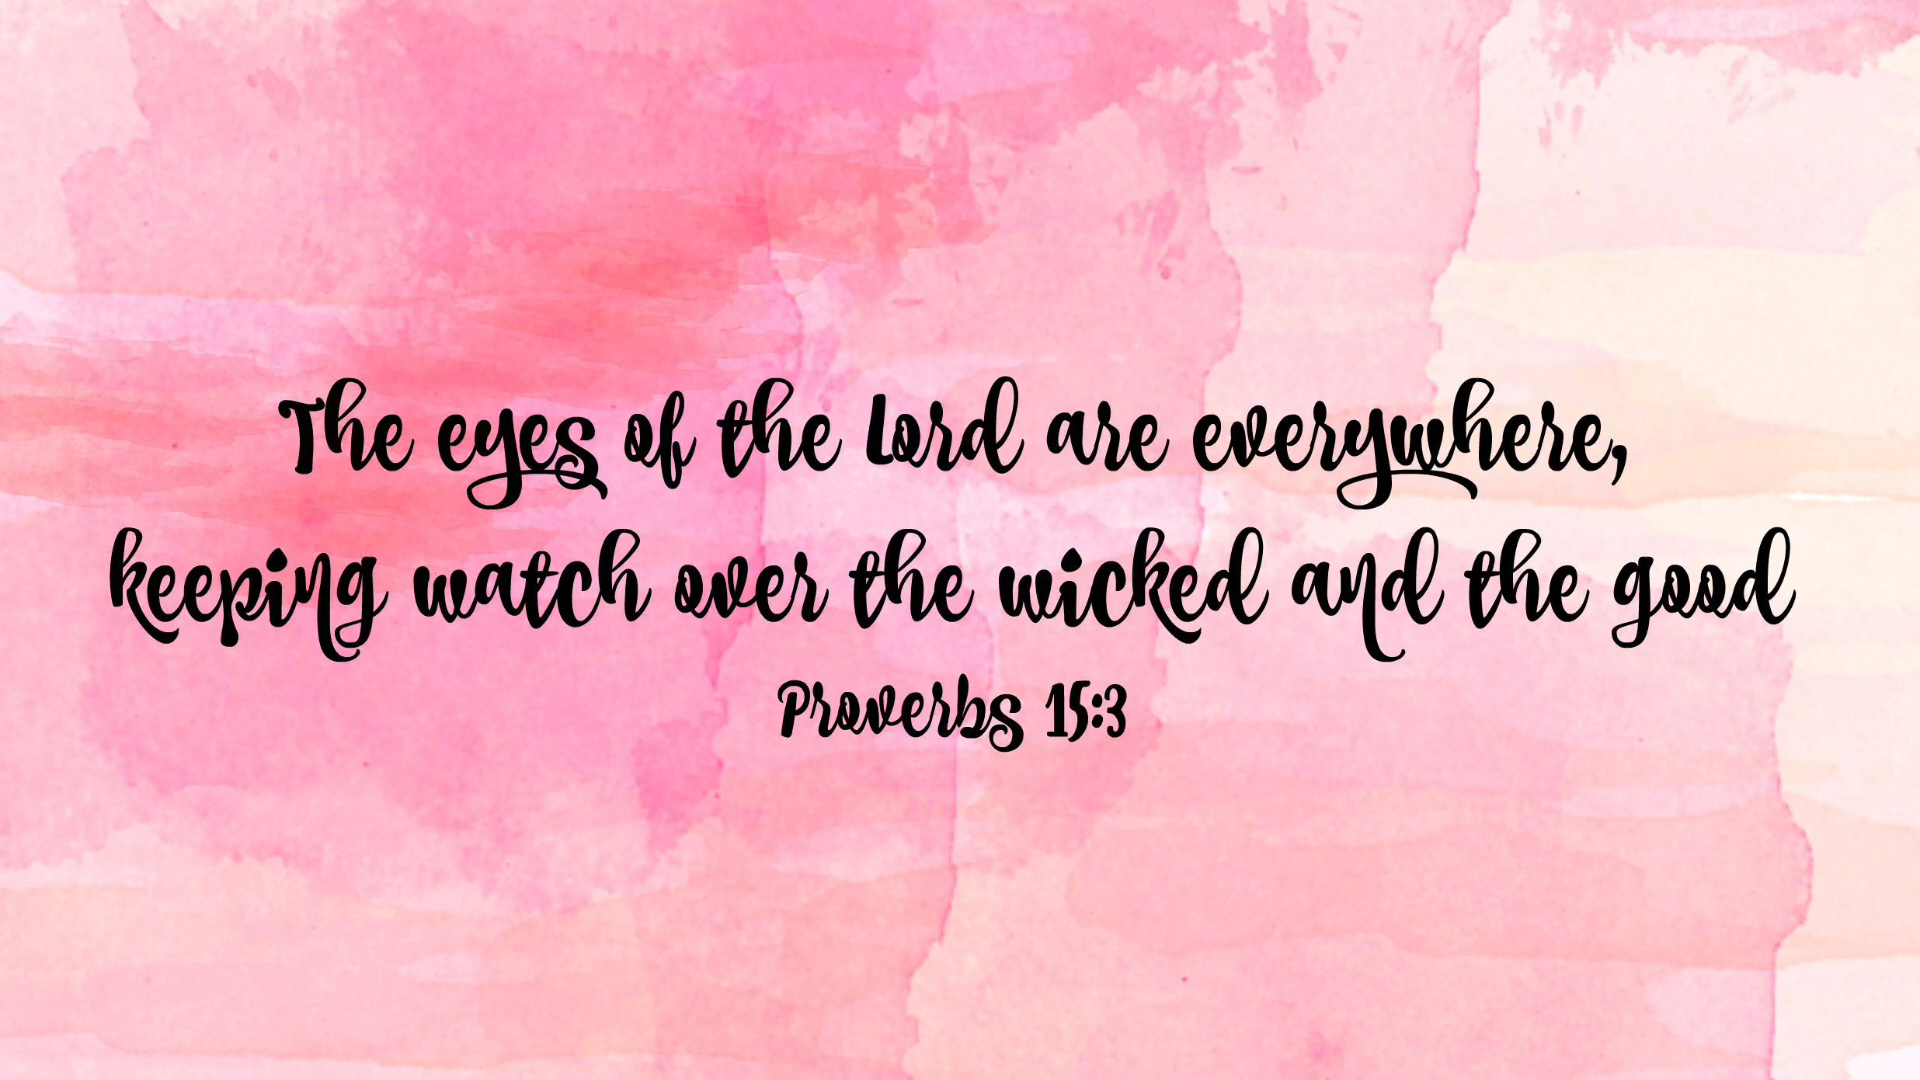 The eyes of the Lord are everywhere,
keeping watch over the wicked and the good
Proverbs 15:3